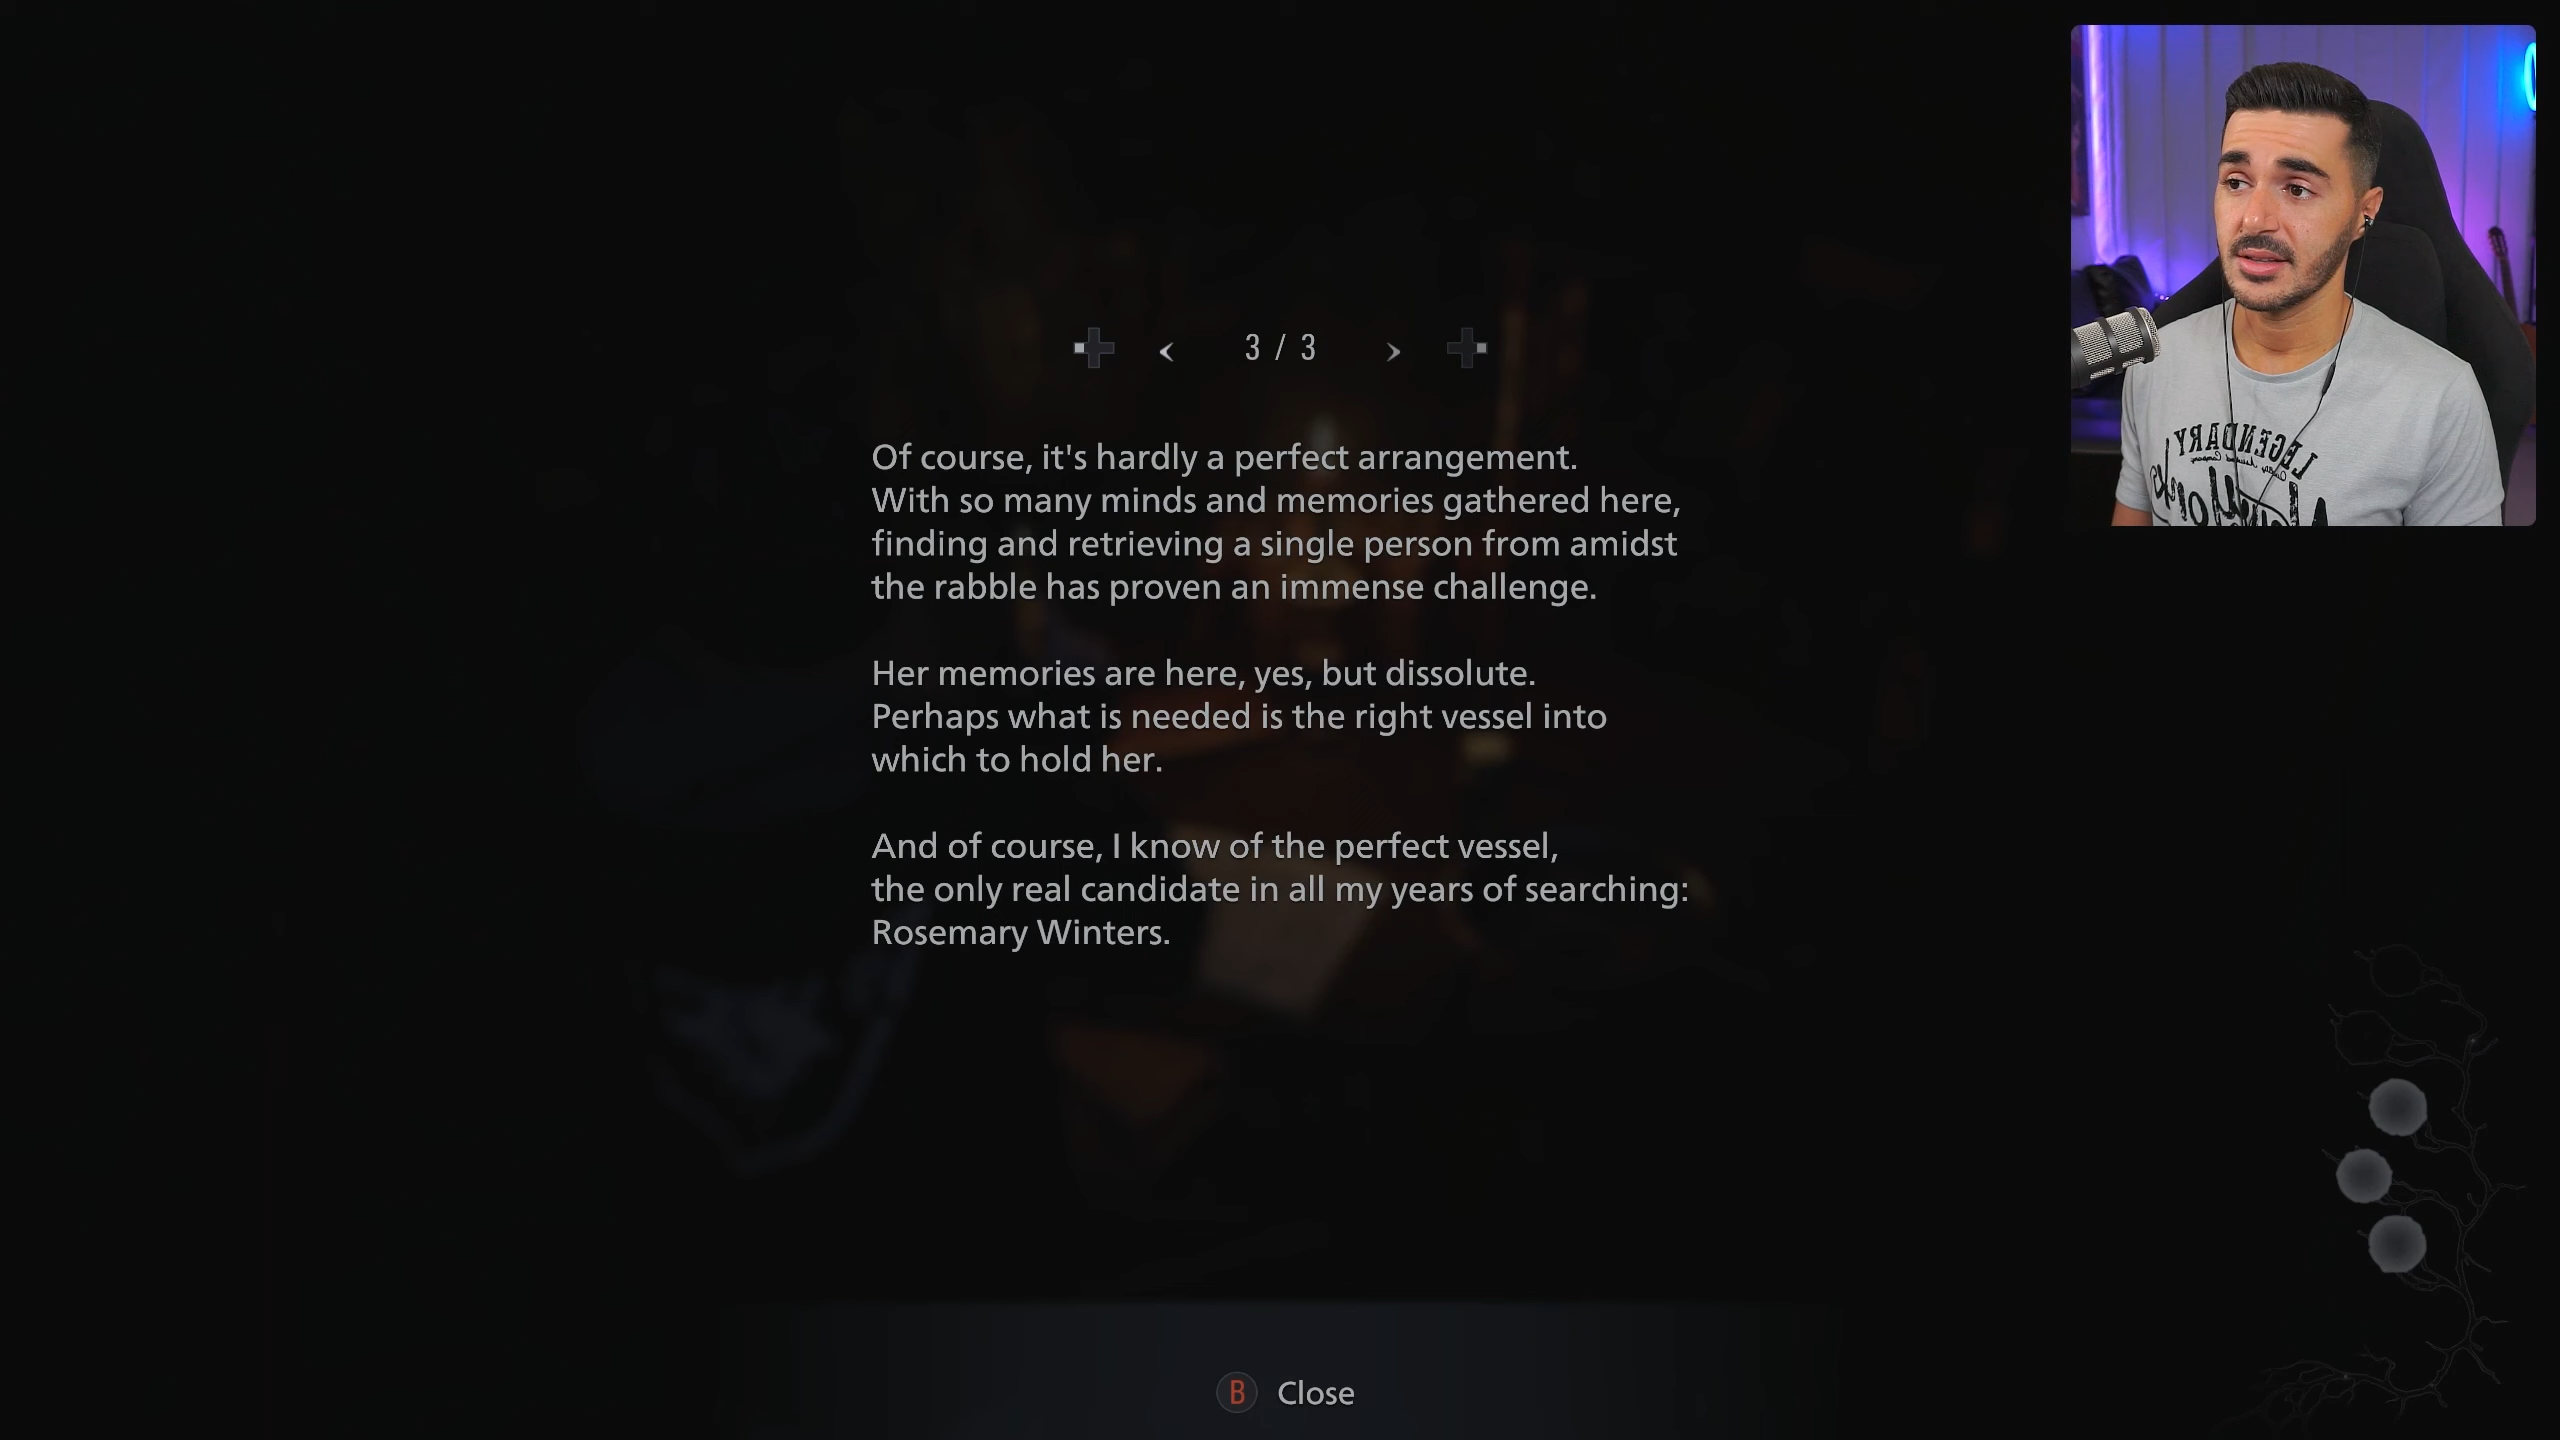 3 / 3
Of course, it's hardly a perfect arrangement.
With so many minds and memories gathered here,
finding and retrieving a single person from amidst
the rabble has proven an immense challenge.
Her memories are here, yes, but dissolute.
Perhaps what is needed is the right vessel into
which to hold her.
And of course, I know of the perfect vessel,
the only real candidate in all my years of searching:
Rosemary Winters.
B Close
LEGENDARY